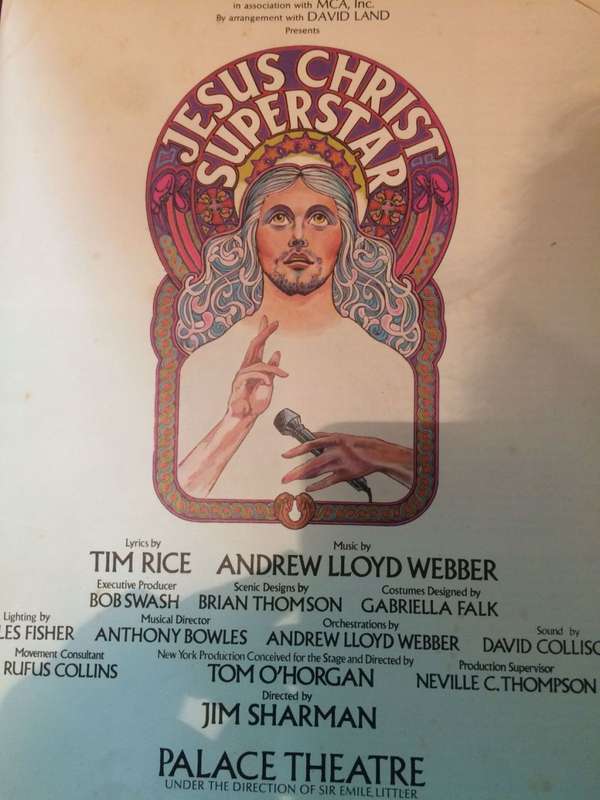 in association with MCA, Inc.
By arrangement with DAVID LAND
Presents
JESUS CHRIST
SUPERSTAR
Lyrics by
Music by
TIM RICE ANDREW LLOYD WEBBER
Executive Producer Scenic Designs by Costumes Designed by
BOB SWASH BRIAN THOMSON GABRIELLA FALK
Lighting by Musical Director Orchestrations by Sound by
LES FISHER ANTHONY BOWLES ANDREW LLOYD WEBBER DAVID COLLISO
Movement Consultant New York Production Conceived for the Stage and Directed by Production Supervisor
RUFUS COLLINS TOM O'HORGAN NEVILLE C. THOMPSON
Directed by
JIM SHARMAN
PALACE THEATRE
UNDER THE DIRECTION OF SIR EMILE LITTLER